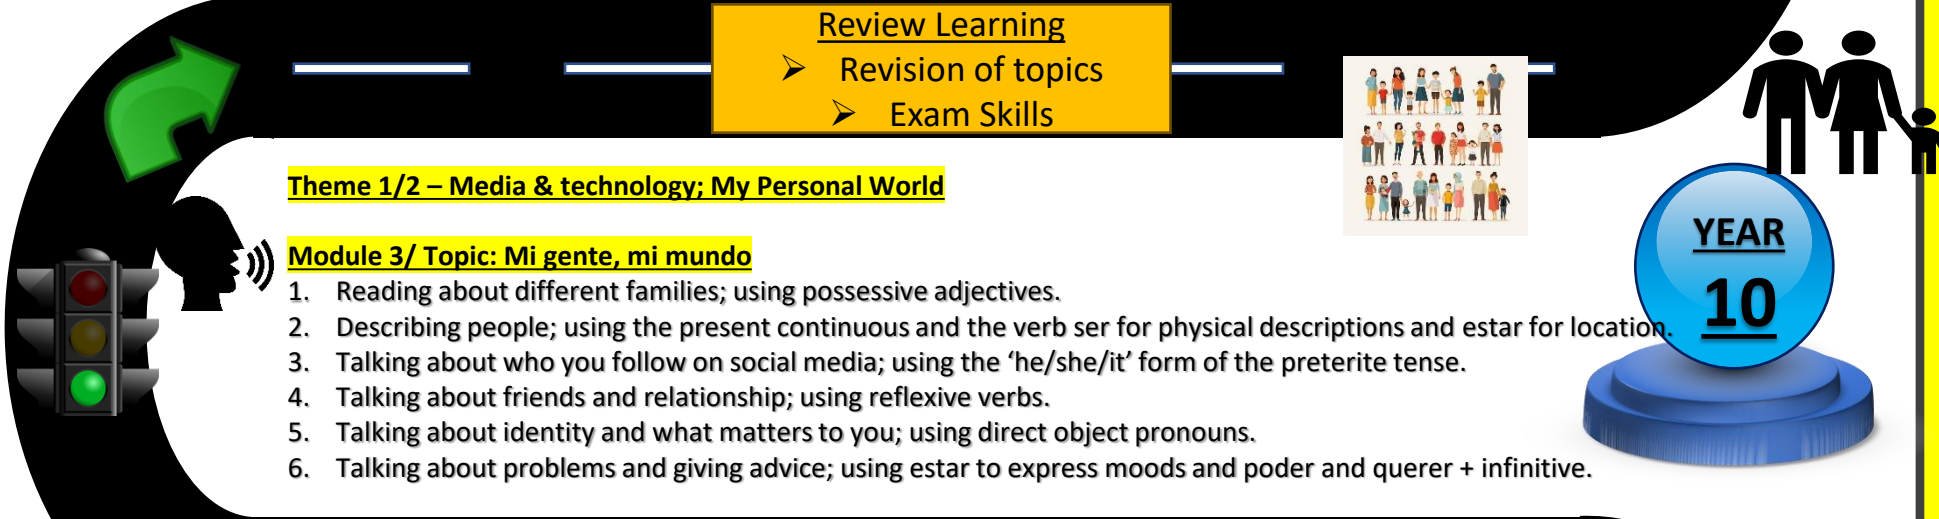 Review Learning
➢ Revision of topics
➢ Exam Skills
Theme 1/2 – Media & technology; My Personal World
Module 3/ Topic: Mi gente, mi mundo
1. Reading about different families; using possessive adjectives.
2. Describing people; using the present continuous and the verb ser for physical descriptions and estar for location.
3. Talking about who you follow on social media; using the ‘he/she/it’ form of the preterite tense.
4. Talking about friends and relationship; using reflexive verbs.
5. Talking about identity and what matters to you; using direct object pronouns.
6. Talking about problems and giving advice; using estar to express moods and poder and querer + infinitive.
YEAR
10